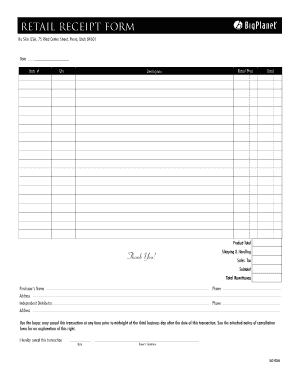 RETAIL RECEIPT FORM
BigPlanet
Nu Skin USA, 75 West Center Street, Provo, Utah 84601
Date
Item # Qty Description Retail Price Total
Product Total
Thank You!
Shipping & Handling
Sales Tax
Subtotal
Total Remittance
Purchaser's Name Phone
Address
Independent Distributor Phone
Address
You the buyer, may cancel this transaction at any time prior to midnight of the third business day after the date of this transaction. See the attached notice of cancellation
form for an explanation of this right.
I hereby cancel this transaction
Date Buyer's Signature